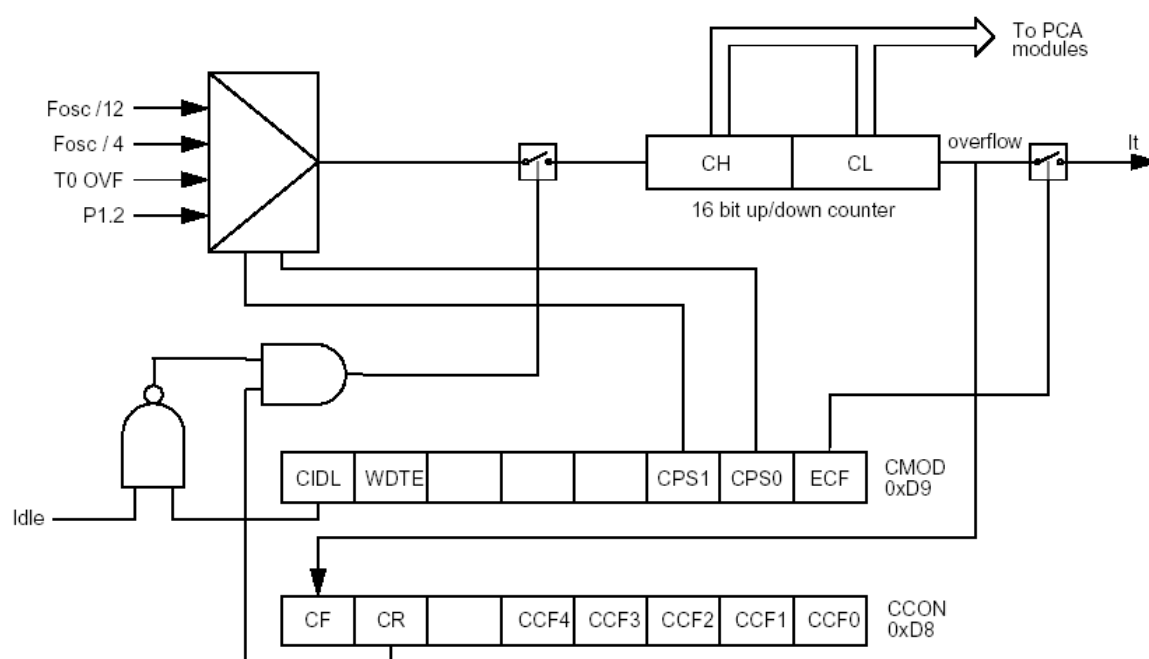 To PCA
modules
Fosc /12
Fosc / 4
T0 OVF
P1.2
CH
CL
overflow
It
16 bit up/down counter
CIDL WDTE CPS1 CPS0 ECF
CMOD
0xD9
Idle
CF CR CCF4 CCF3 CCF2 CCF1 CCF0
CCON
0xD8